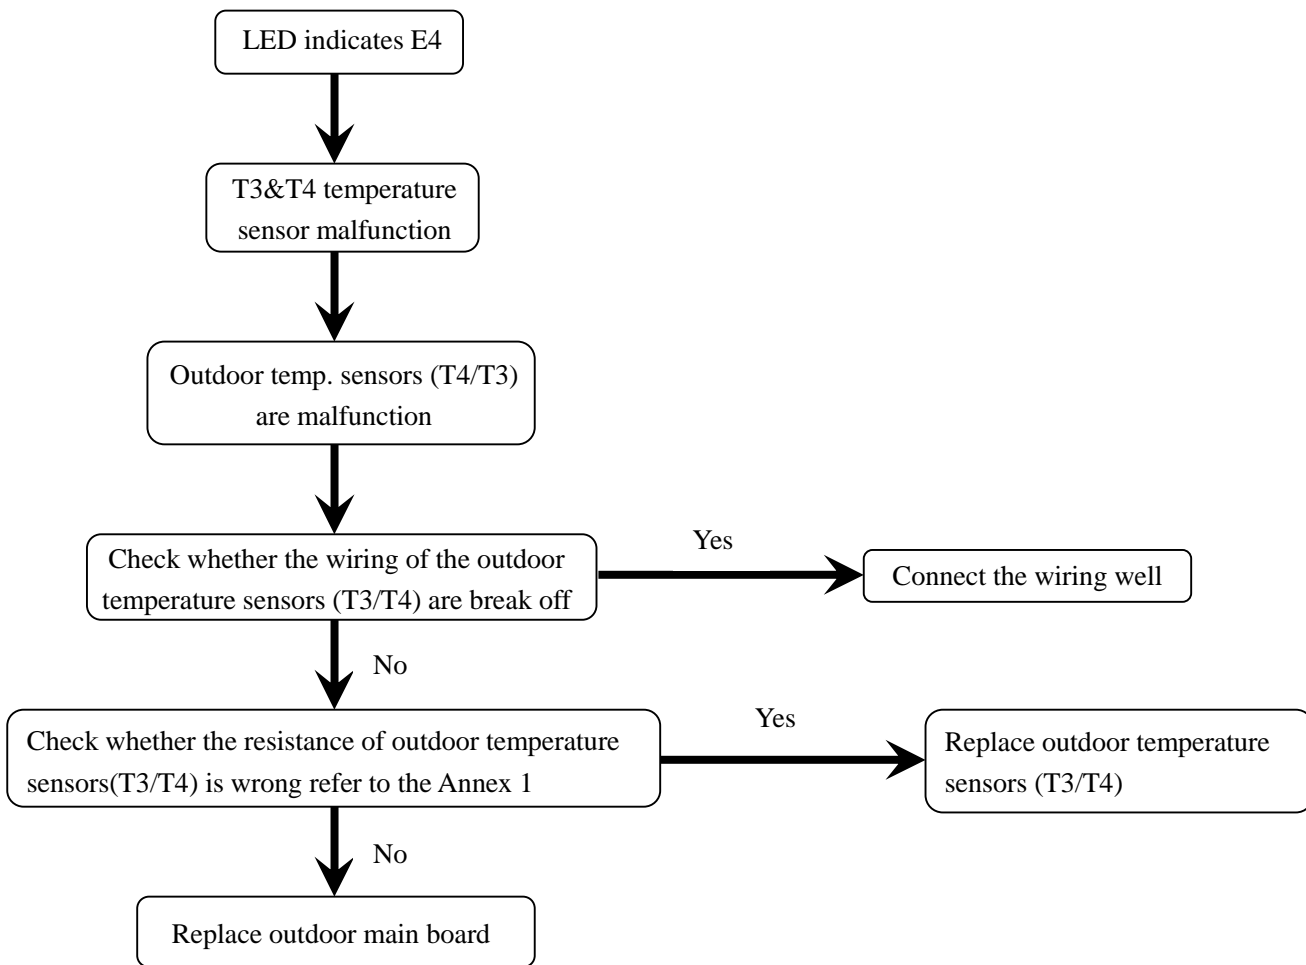 LED indicates E4
T3&T4 temperature
sensor malfunction
Outdoor temp. sensors (T4/T3)
are malfunction
Check whether the wiring of the outdoor
temperature sensors (T3/T4) are break off
Yes
Connect the wiring well
No
Check whether the resistance of outdoor temperature
sensors(T3/T4) is wrong refer to the Annex 1
Yes
Replace outdoor temperature
sensors (T3/T4)
No
Replace outdoor main board